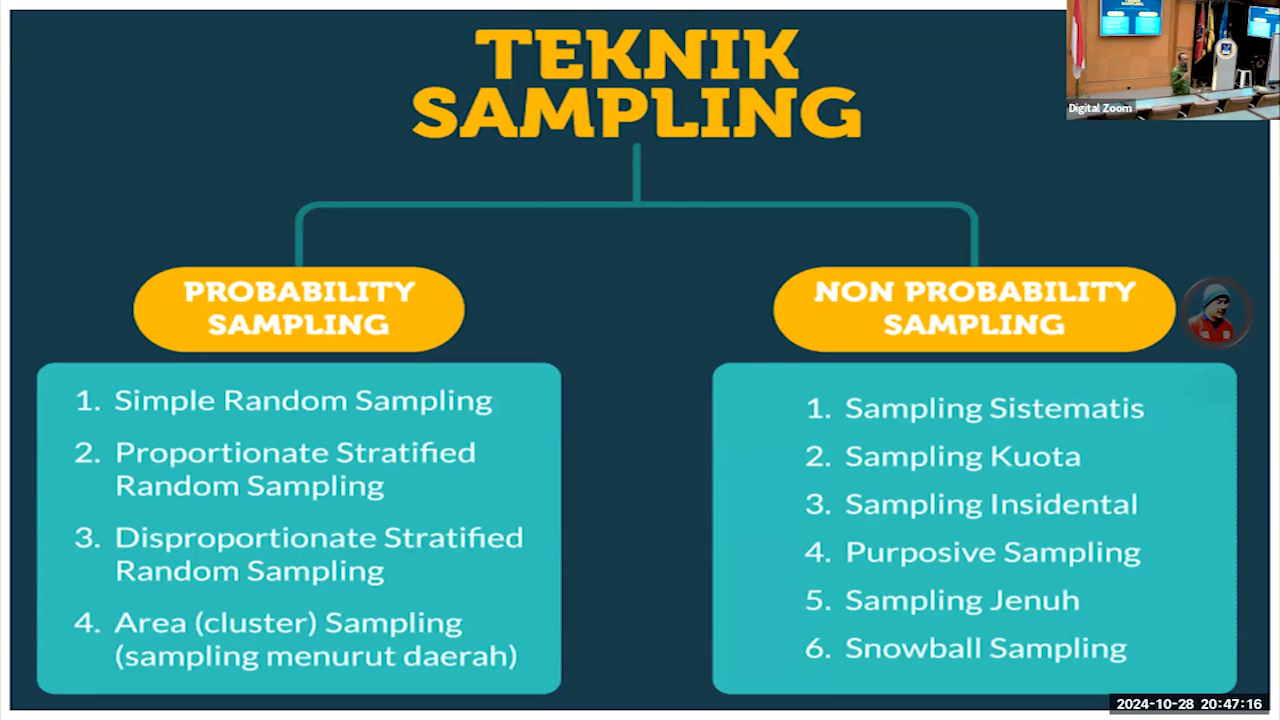 TEKNIK
SAMPLING
Digital Zoom
PROBABILITY
SAMPLING
1. Simple Random Sampling
2. Proportionate Stratified
Random Sampling
3. Disproportionate Stratified
Random Sampling
4. Area (cluster) Sampling
(sampling menurut daerah)
NON PROBABILITY
SAMPLING
1. Sampling Sistematis
2. Sampling Kuota
3. Sampling Insidental
4. Purposive Sampling
5. Sampling Jenuh
6. Snowball Sampling
2024-10-28 20:47:16